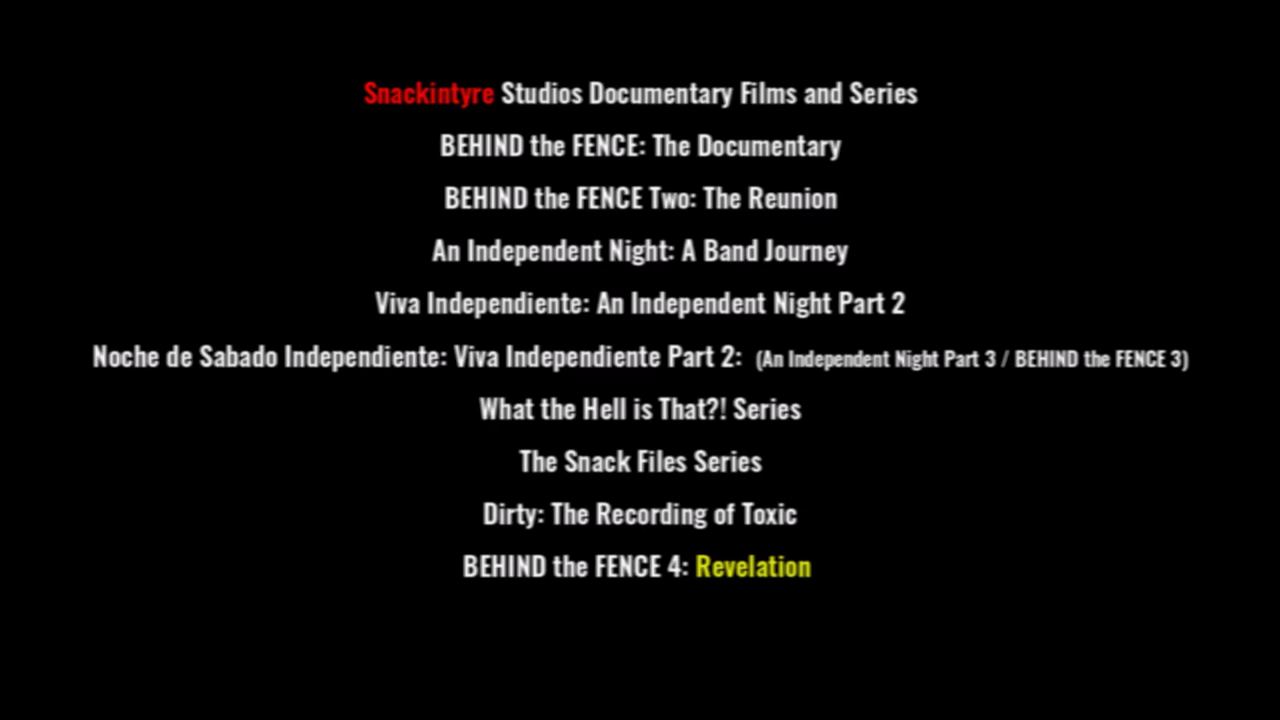 Snackintyre Studios Documentary Films and Series
BEHIND the FENCE: The Documentary
BEHIND the FENCE Two: The Reunion
An Independent Night: A Band Journey
Viva Independiente: An Independent Night Part 2
Noche de Sabado Independiente: Viva Independiente Part 2: (An Independent Night Part 3 / BEHIND the FENCE 3)
What the Hell is That?! Series
The Snack Files Series
Dirty: The Recording of Toxic
BEHIND the FENCE 4: Revelation